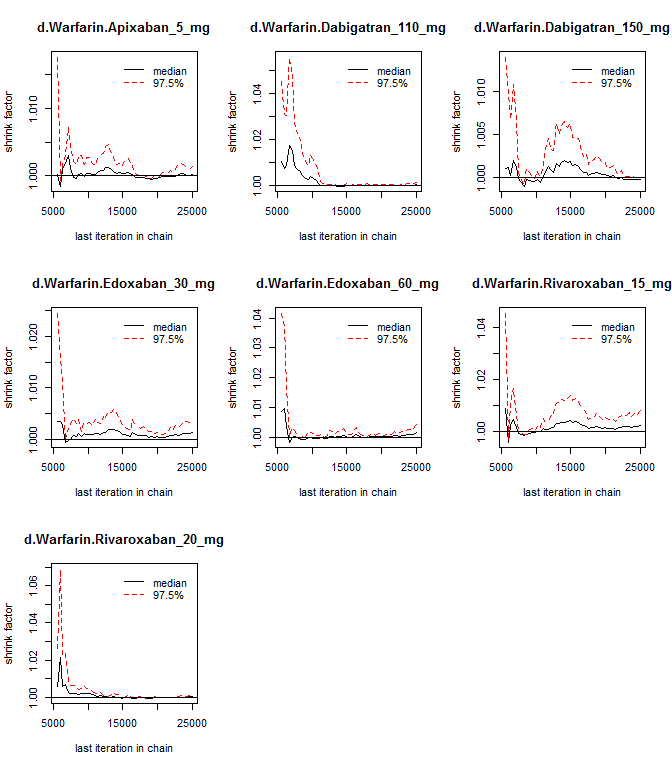 d.Warfarin.Apixaban_5_mg
shrink factor
1.000
1.010
median
97.5%
5000
15000
25000
last iteration in chain
d.Warfarin.Dabigatran_110_mg
shrink factor
1.00
1.02
1.04
median
97.5%
5000
15000
25000
last iteration in chain
d.Warfarin.Dabigatran_150_mg
shrink factor
1.000
1.005
1.010
median
97.5%
5000
15000
25000
last iteration in chain
d.Warfarin.Edoxaban_30_mg
shrink factor
1.000
1.010
1.020
median
97.5%
5000
15000
25000
last iteration in chain
d.Warfarin.Edoxaban_60_mg
shrink factor
1.00
1.01
1.02
1.03
1.04
median
97.5%
5000
15000
25000
last iteration in chain
d.Warfarin.Rivaroxaban_15_mg
shrink factor
1.00
1.02
1.04
median
97.5%
5000
15000
25000
last iteration in chain
d.Warfarin.Rivaroxaban_20_mg
shrink factor
1.00
1.02
1.04
1.06
median
97.5%
5000
15000
25000
last iteration in chain